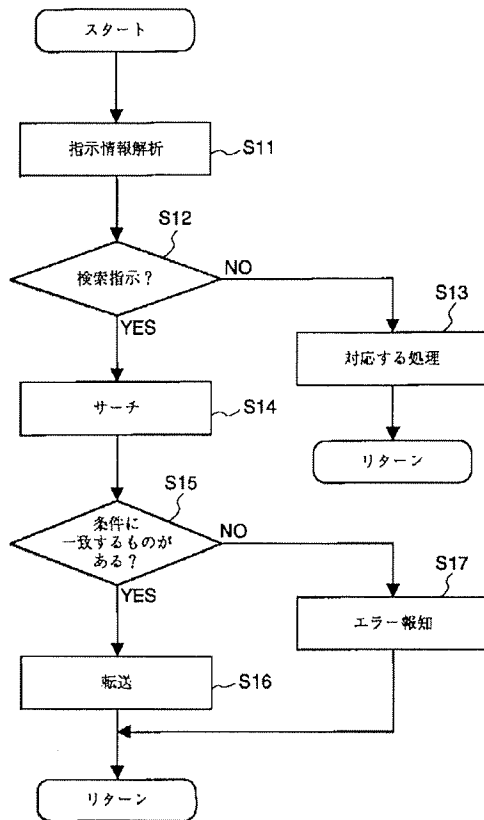 スタート
指示情報解析
S11
S12
検索指示?
NO
YES
S13
対応する処理
サーチ
S14
リターン
S15
条件に
一致するものが
ある?
NO
YES
S17
エラー報知
転送
S16
リターン